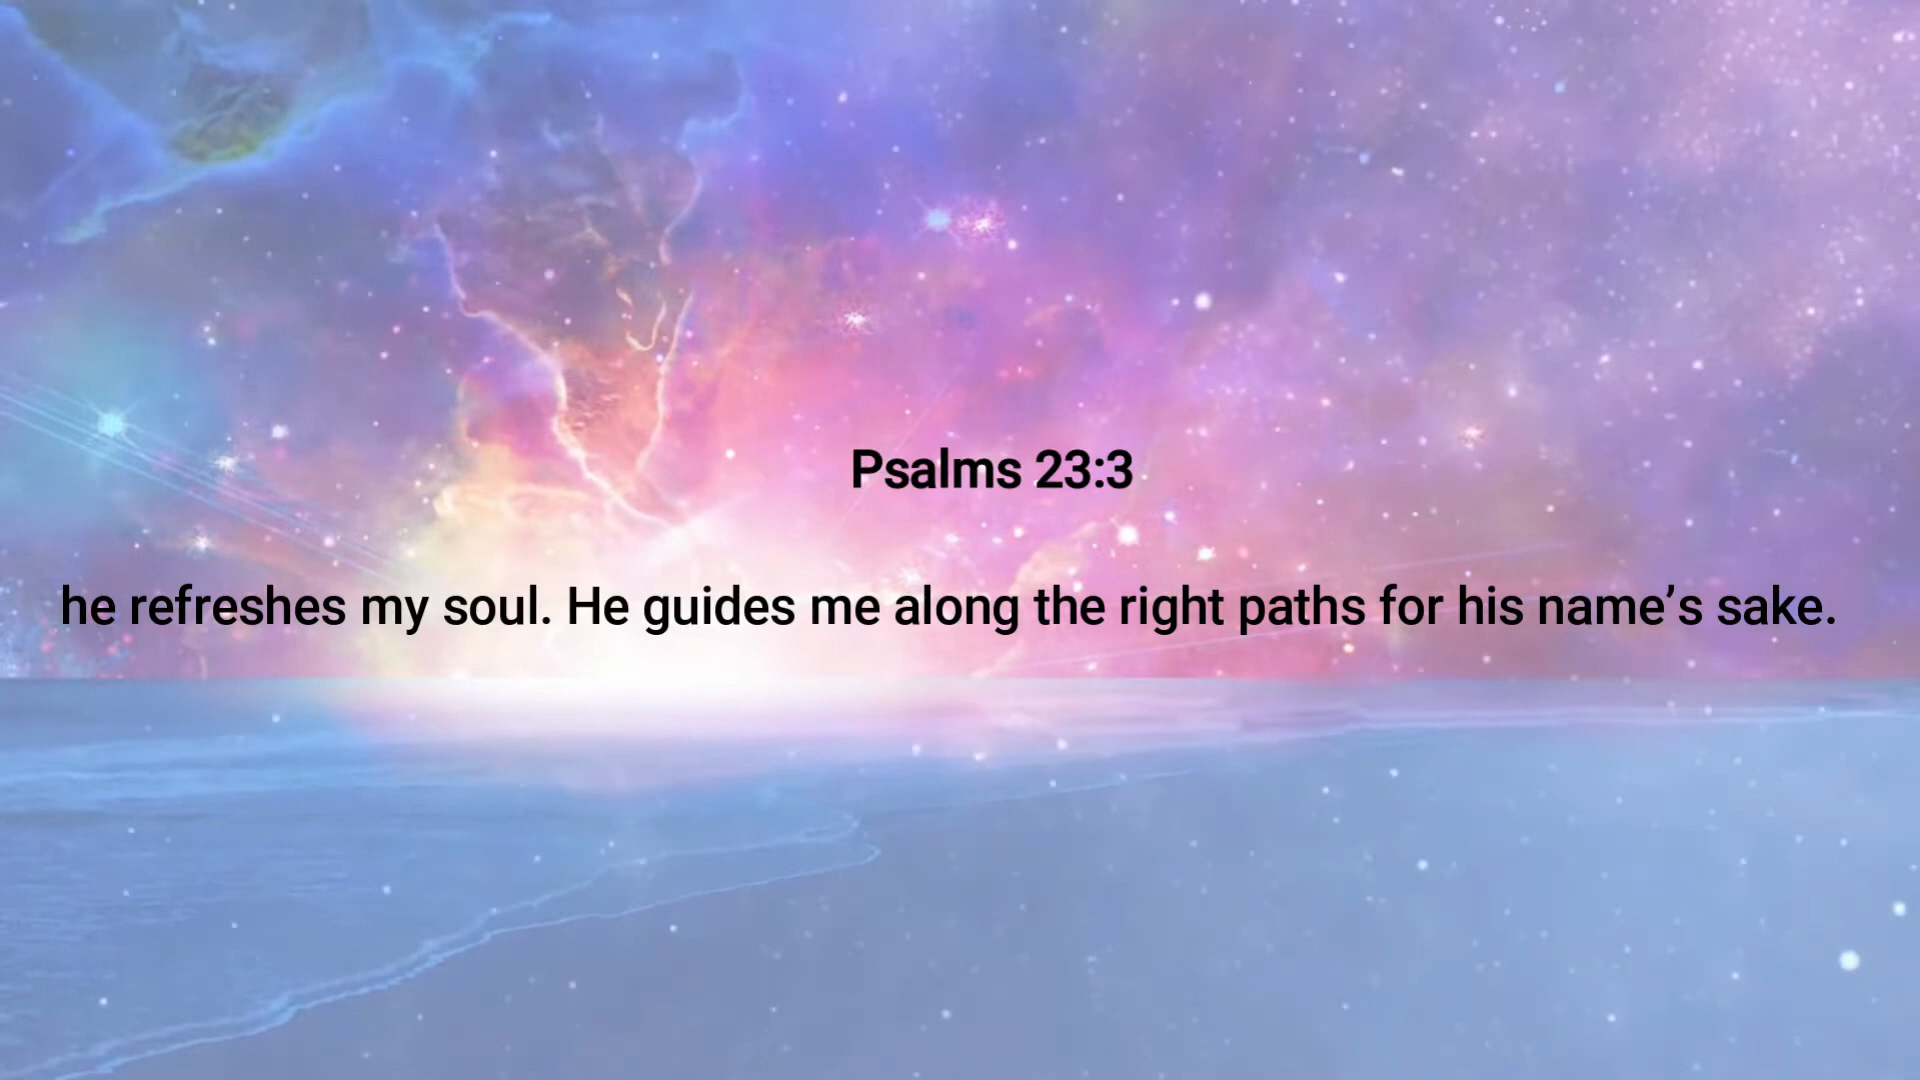 Psalms 23:3
he refreshes my soul. He guides me along the right paths for his name’s sake.